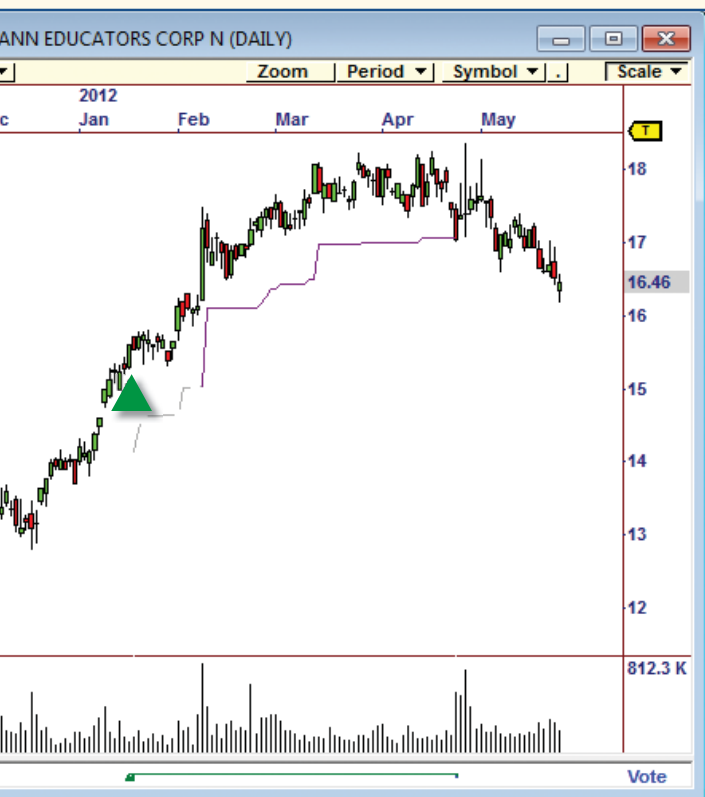 ANN EDUCATORS CORP N (DAILY)
Zoom Period Symbol . Scale
2012
c Jan Feb Mar Apr May
T
18
17
16.46
16
15
14
13
12
812.3 K
Vote